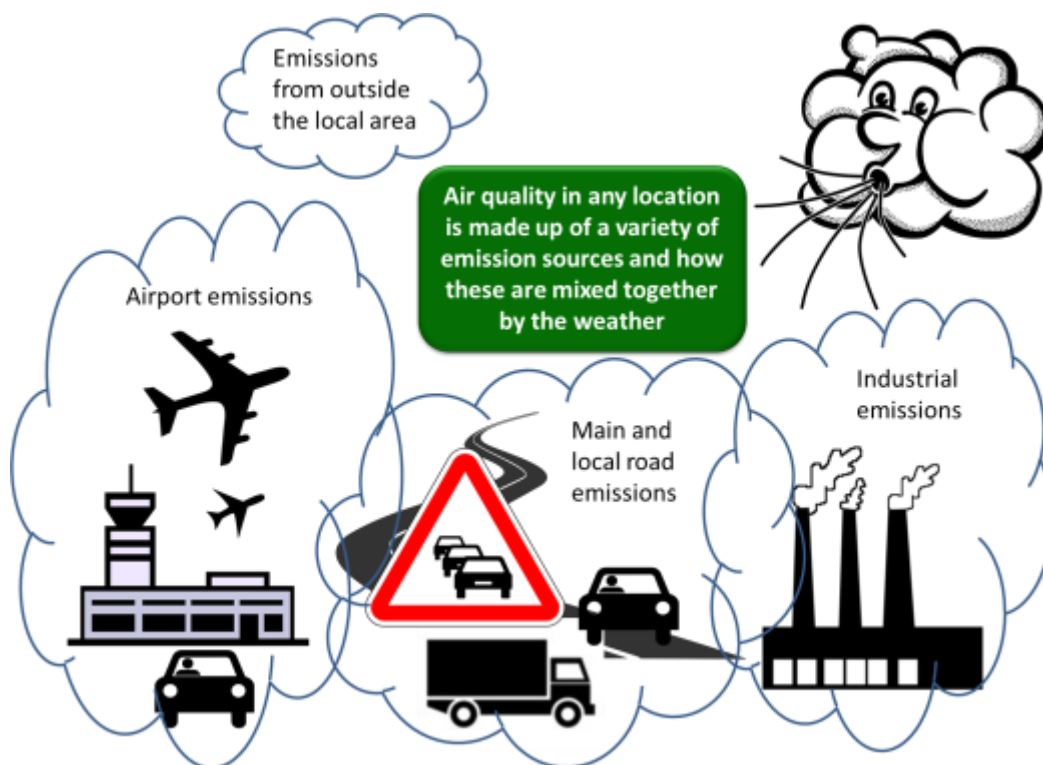 Emissions
from outside
the local area
Air quality in any location
is made up of a variety of
emission sources and how
these are mixed together
by the weather
Airport emissions
Main and
local road
emissions
Industrial
emissions